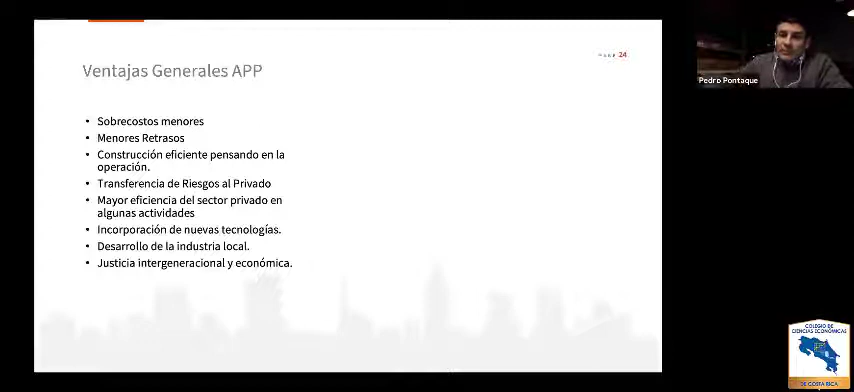 Ventajas Generales APP
24
• Sobrecostos menores
• Menores Retrasos
• Construcción eficiente pensando en la
operación.
• Transferencia de Riesgos al Privado
• Mayor eficiencia del sector privado en
algunas actividades
• Incorporación de nuevas tecnologías.
• Desarrollo de la industria local.
• Justicia intergeneracional y económica.
Pedro Pontaque
COLEGIO DE
CIENCIAS ECONÓMICAS
DE COSTA RICA